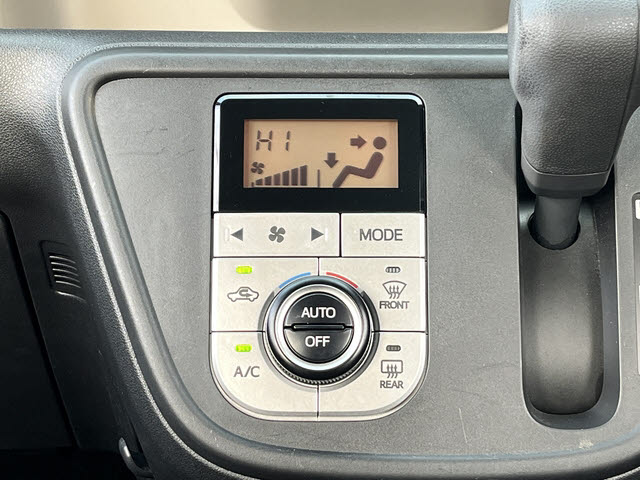 HI
MODE
AUTO
OFF
FRONT
A/C
REAR